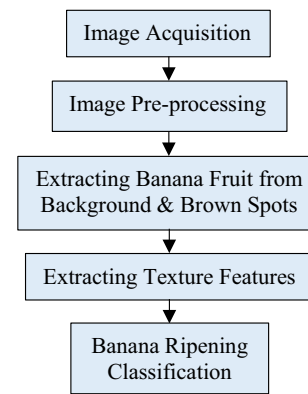 Image Acquisition
Image Pre-processing
Extracting Banana Fruit from
Background & Brown Spots
Extracting Texture Features
Banana Ripening
Classification